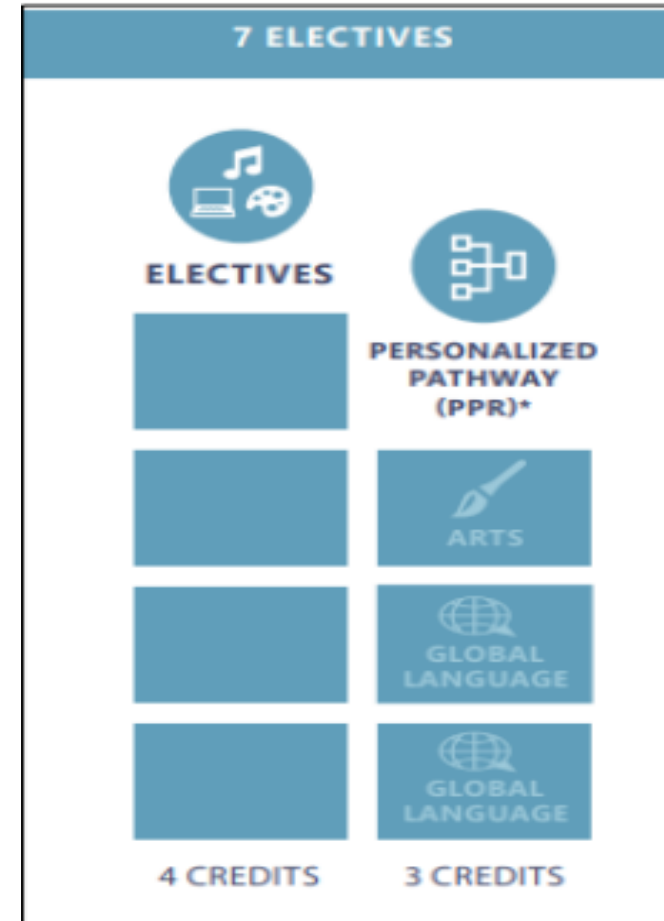 7 ELECTIVES
ELECTIVES
PERSONALIZED
PATHWAY
(PPR)*
ARTS
GLOBAL
LANGUAGE
GLOBAL
LANGUAGE
4 CREDITS
3 CREDITS